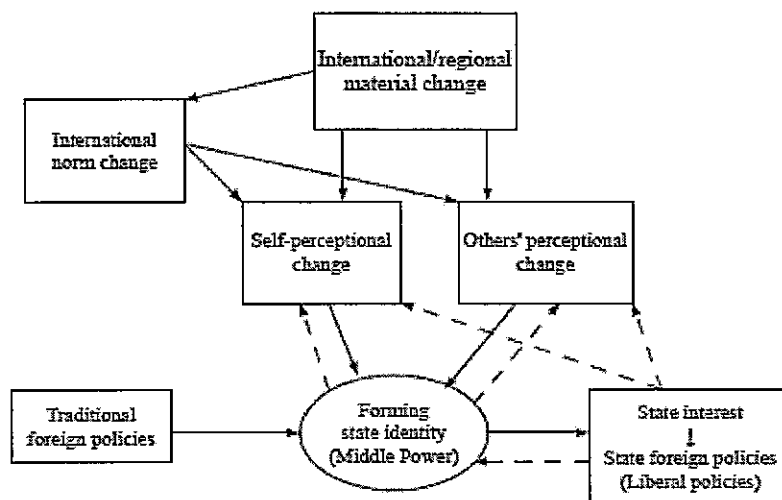 International/regional
material change
International
norm change
Self-perceptional
change
Others' perceptional
change
Traditional
foreign policies
Forming
state identity
(Middle Power)
State interest
State foreign policies
(Liberal policies)